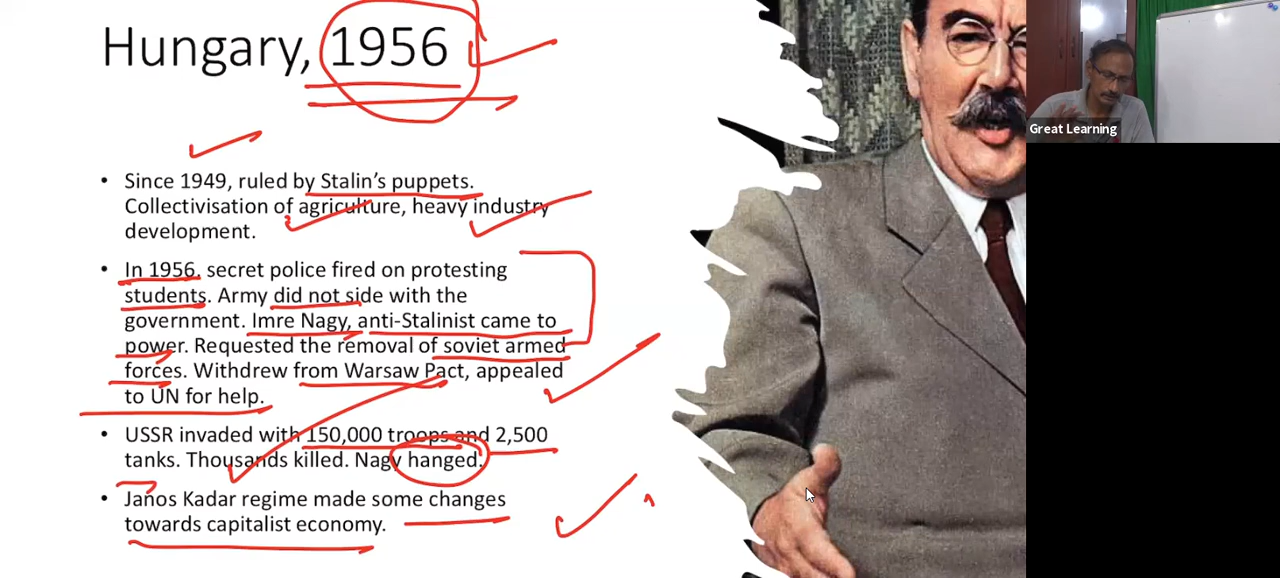 Hungary, 1956
• Since 1949, ruled by Stalin's puppets.
Collectivisation of agriculture, heavy industry
development.
• In 1956, secret police fired on protesting
students. Army did not side with the
government. Imre Nagy, anti-Stalinist came to
power. Requested the removal of soviet armed
forces. Withdrew from Warsaw Pact, appealed
to UN for help.
• USSR invaded with 150,000 troops and 2,500
tanks. Thousands killed. Nagy hanged.
• Janos Kadar regime made some changes
towards capitalist economy.
Great Learning